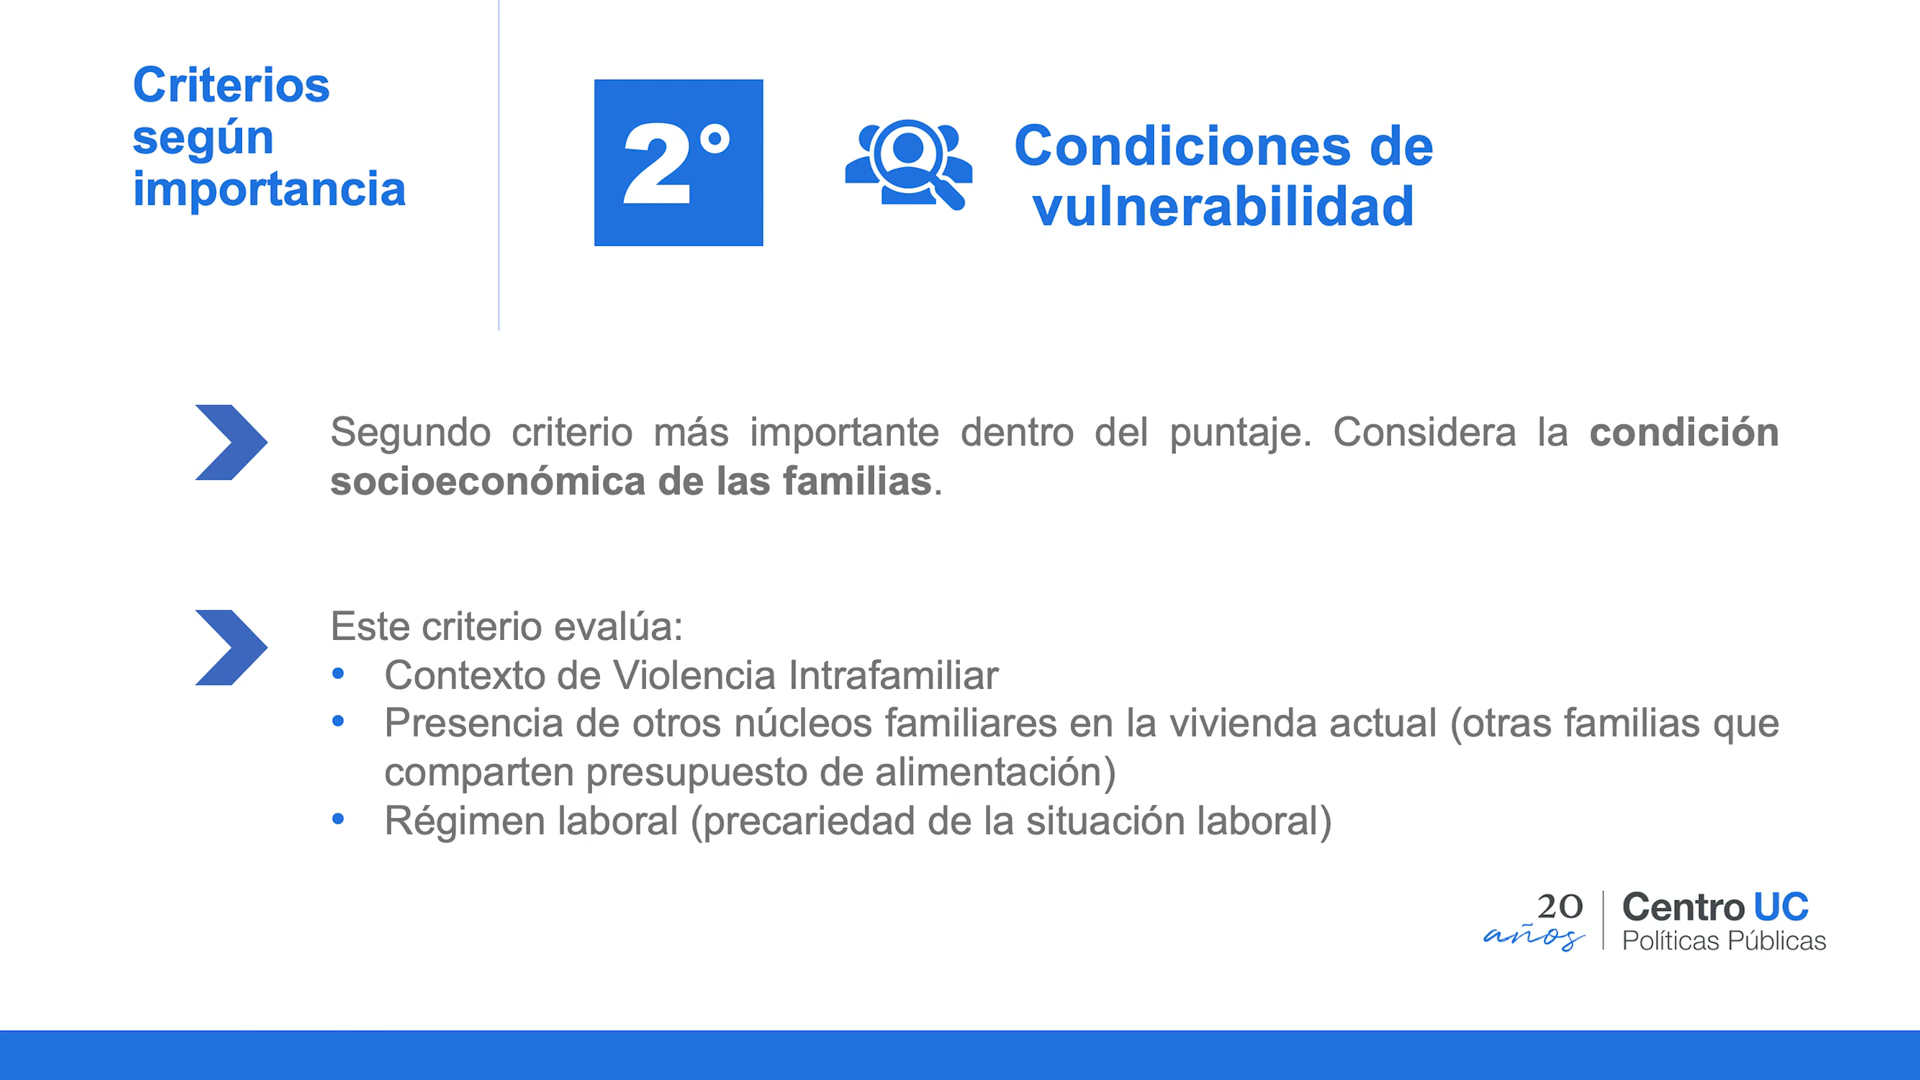 Criterios
según
importancia
2°
Condiciones de
vulnerabilidad
Segundo criterio más importante dentro del puntaje. Considera la condición
socioeconómica de las familias.
Este criterio evalúa:
• Contexto de Violencia Intrafamiliar
• Presencia de otros núcleos familiares en la vivienda actual (otras familias que
comparten presupuesto de alimentación)
• Régimen laboral (precariedad de la situación laboral)
20
años
Centro UC
Políticas Públicas